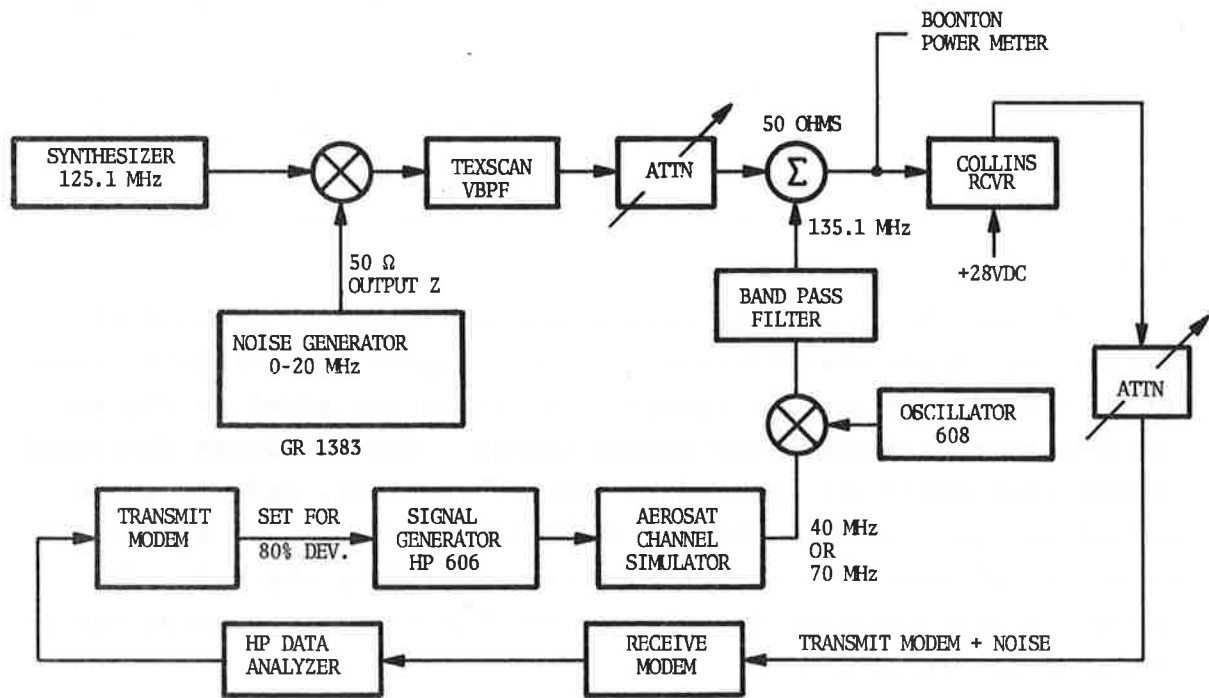 BOONTON
POWER METER
SYNTHESIZER
125.1 MHz
TEXSCAN
VBPF
ATTN
50 OHMS
Σ
COLLINS
RCVR
135.1 MHz
+28VDC
50 Ω
OUTPUT Z
BAND PASS
FILTER
NOISE GENERATOR
0-20 MHz
ATTN
OSCILLATOR
608
GR 1383
TRANSMIT
MODEM
SET FOR
80% DEV.
SIGNAL
GENERATOR
HP 606
AEROSAT
CHANNEL
SIMULATOR
40 MHz
OR
70 MHz
HP DATA
ANALYZER
RECEIVE
MODEM
TRANSMIT MODEM + NOISE